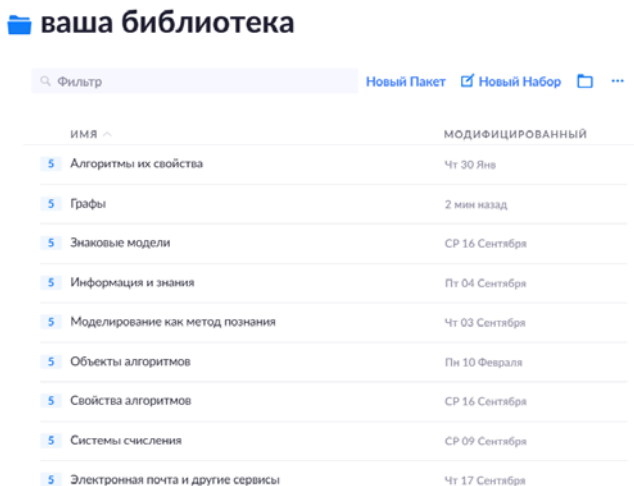 ваша библиотека
Фильтр Новый Пакет Новый Набор ...
ИМЯ МОДИФИЦИРОВАННЫЙ
5 Алгоритмы их свойства Чт 30 Янв
5 Графы 2 мин назад
5 Знаковые модели СР 16 Сентября
5 Информация и знания Пт 04 Сентября
5 Моделирование как метод познания Чт 03 Сентября
5 Объекты алгоритмов Пн 10 Февраля
5 Свойства алгоритмов СР 16 Сентября
5 Системы счисления СР 09 Сентября
5 Электронная почта и другие сервисы Чт 17 Сентября